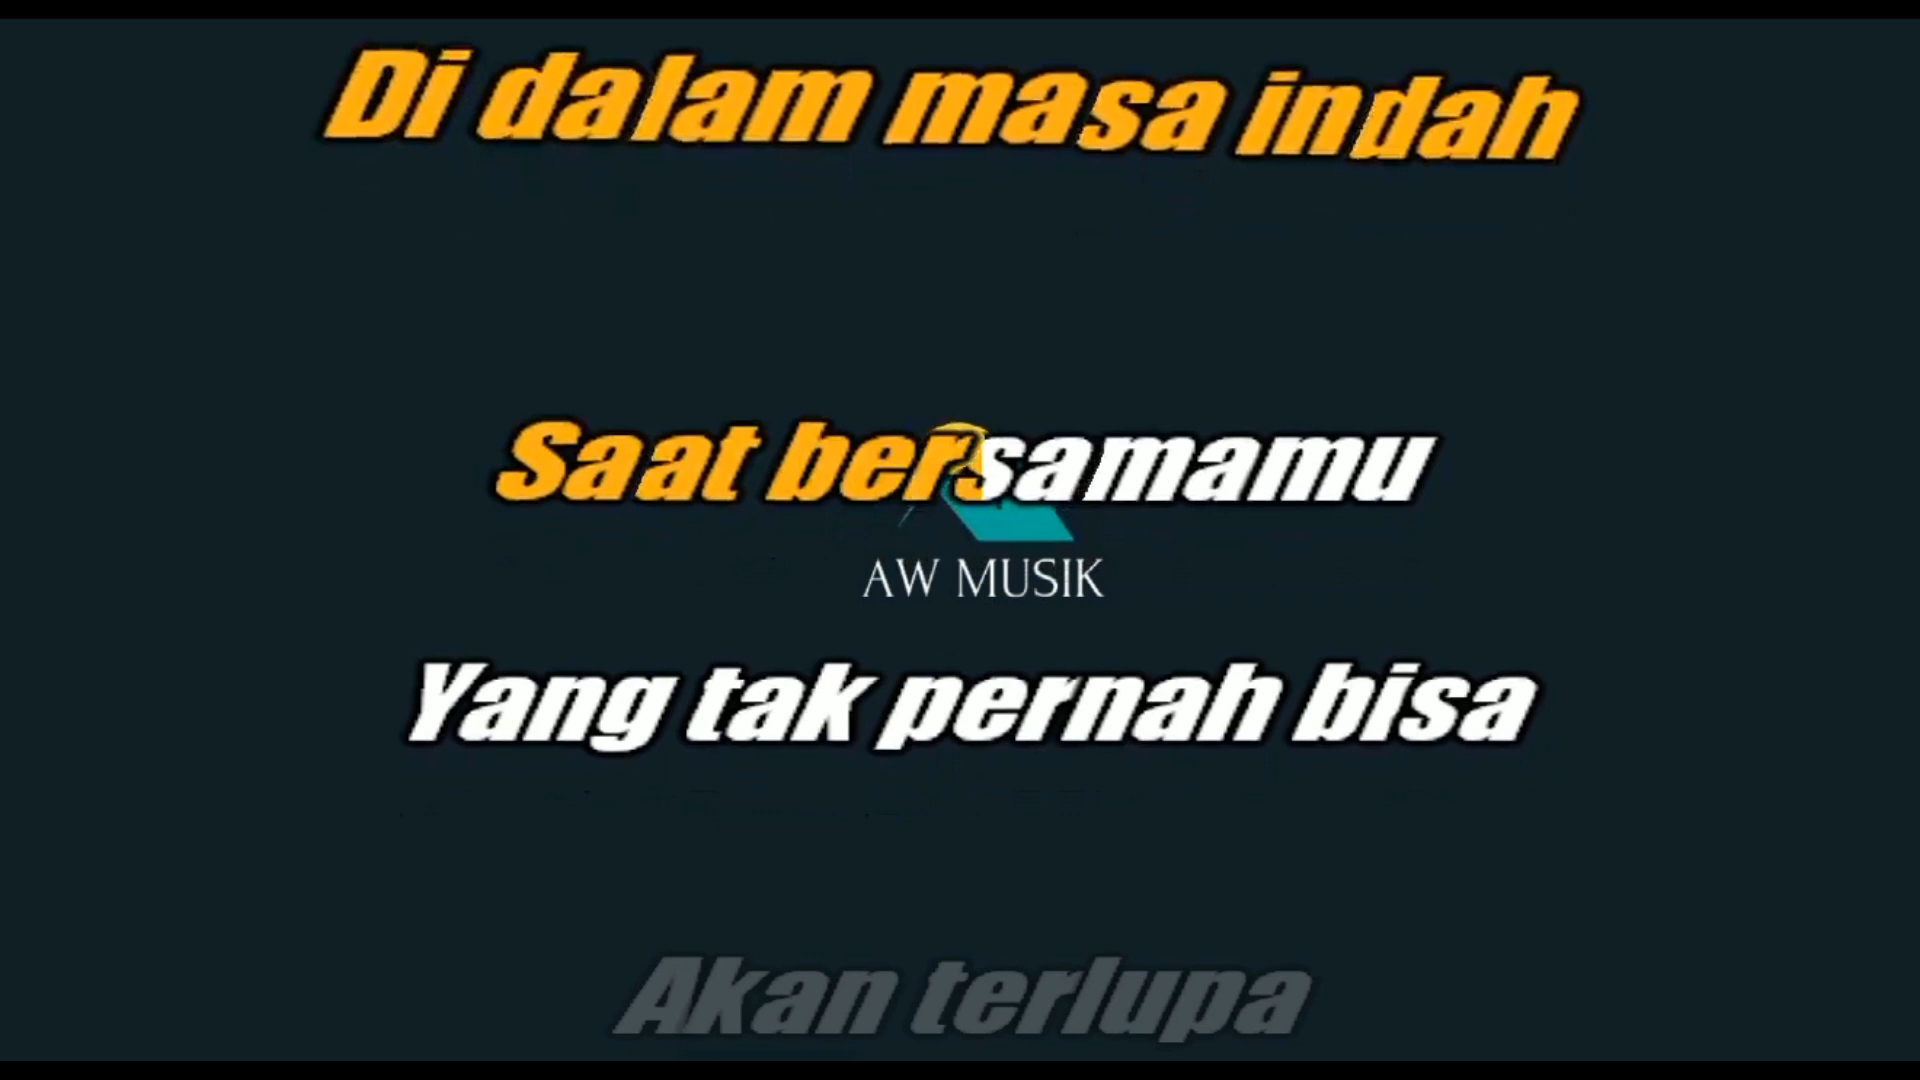 Di dalam masa indah
Saat bersamamu
AW MUSIK
Yang tak pernah bisa
Akan terlupa